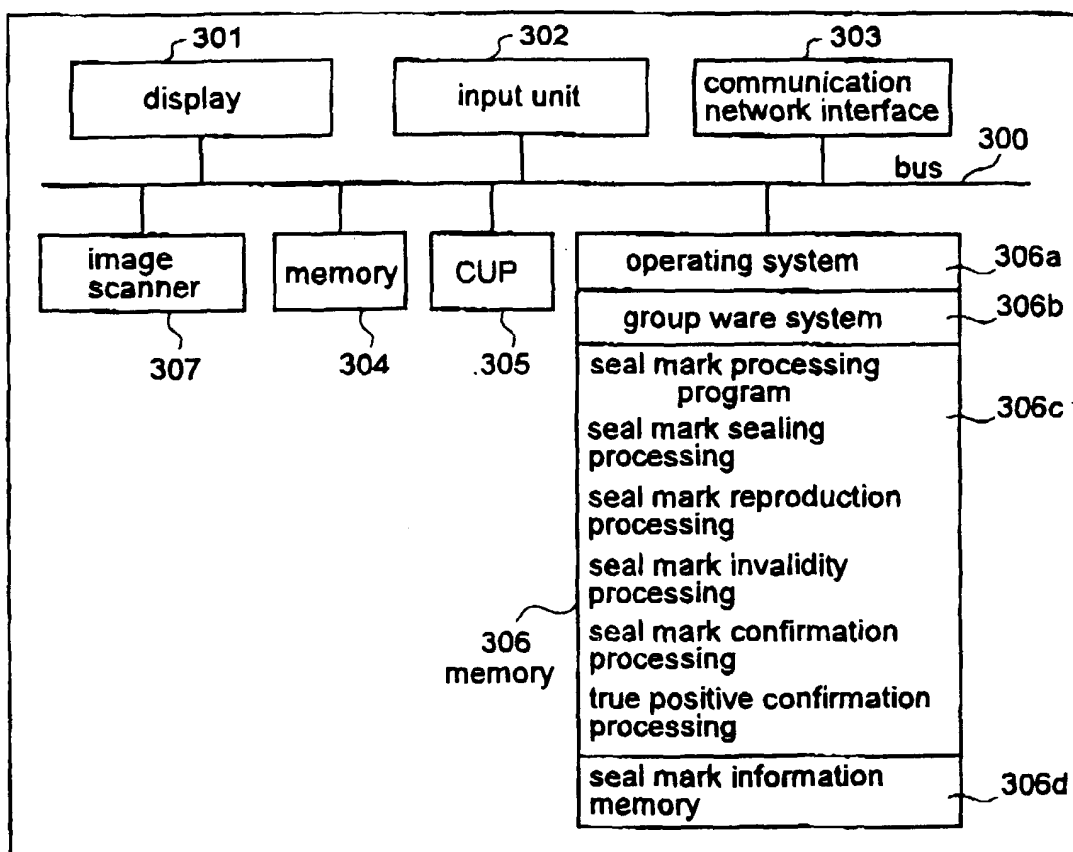 301
302
303
display
input unit
communication
network interface
300
bus
image
scanner
memory
CUP
operating system
306a
group ware system
306b
307
304
.305
seal mark processing
program
306c
seal mark sealing
processing
seal mark reproduction
processing
seal mark invalidity
processing
306
memory
seal mark confirmation
processing
true positive confirmation
processing
seal mark information
memory
306d